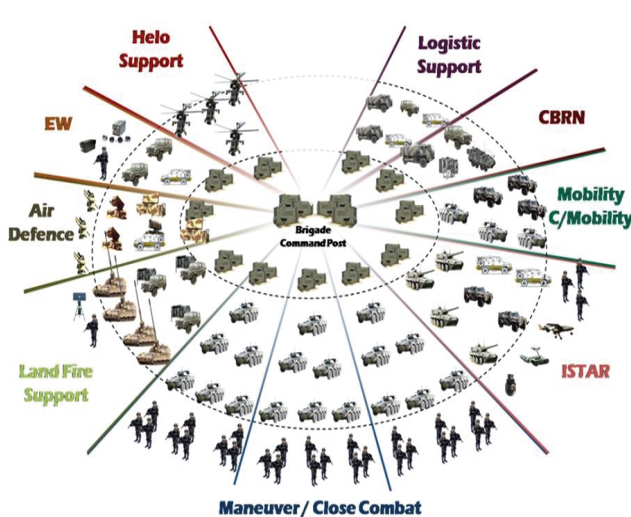 Helo
Support
Logistic
Support
EW
CBRN
Air
Defence
Mobility
C/Mobility
Brigade
Command Post
Land Fire
Support
ISTAR
Maneuver / Close Combat